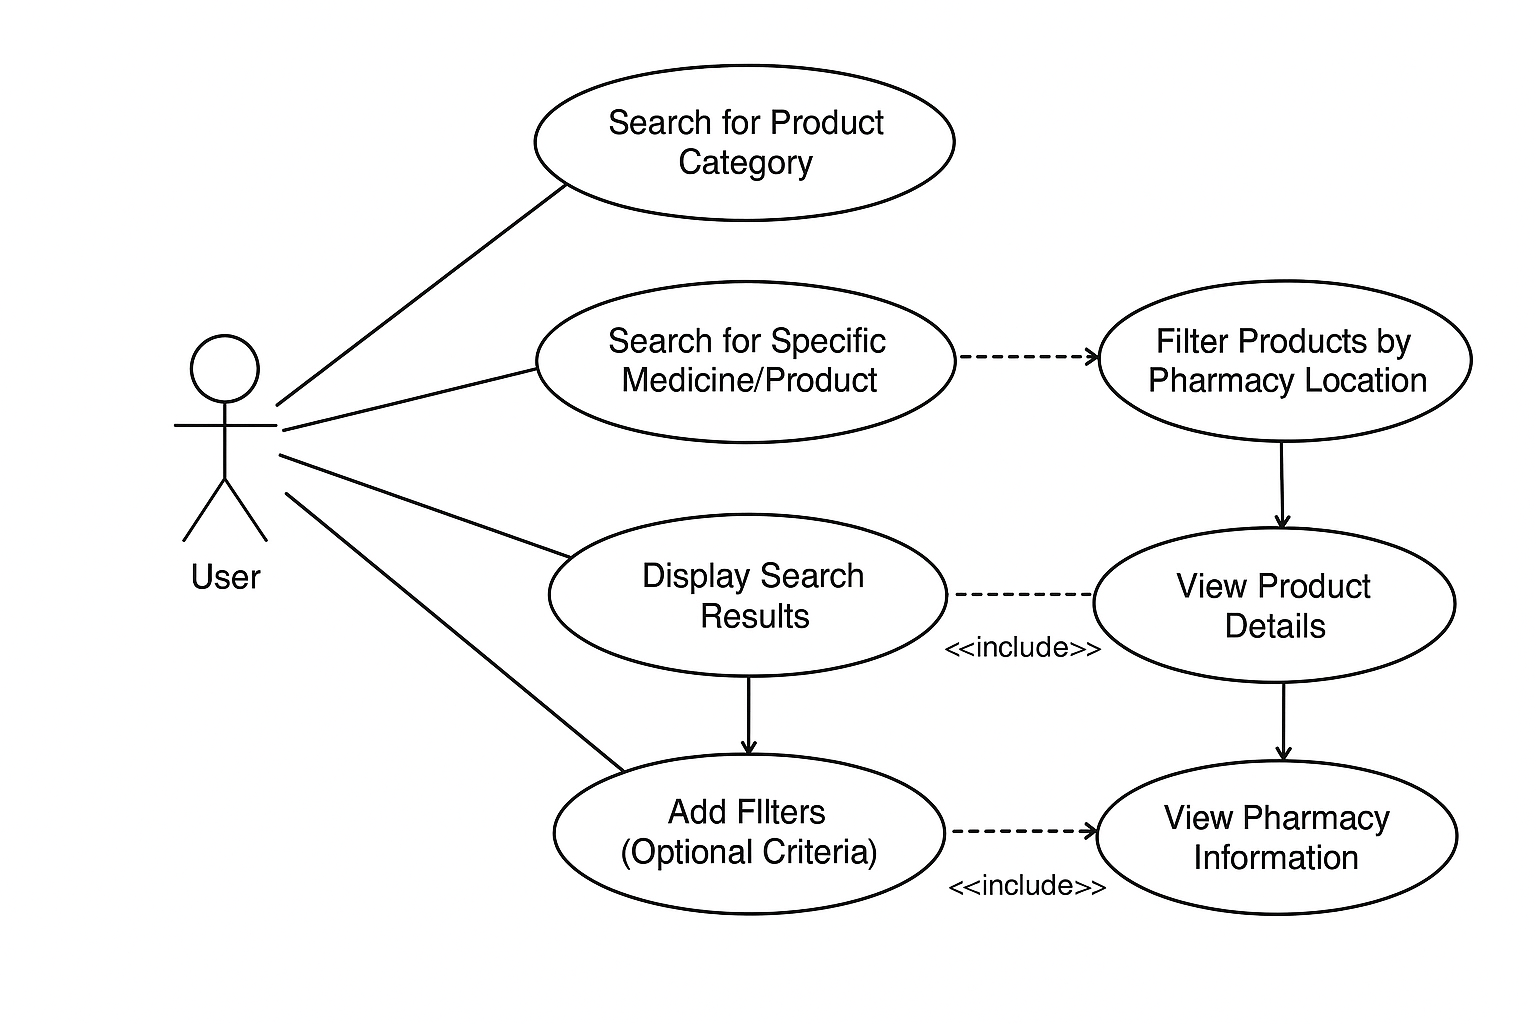 Search for Product
Category
Search for Specific
Medicine/Product
Filter Products by
Pharmacy Location
User
Display Search
Results
<<include>>
View Product
Details
Add FIlters
(Optional Criteria)
<<include>>
View Pharmacy
Information